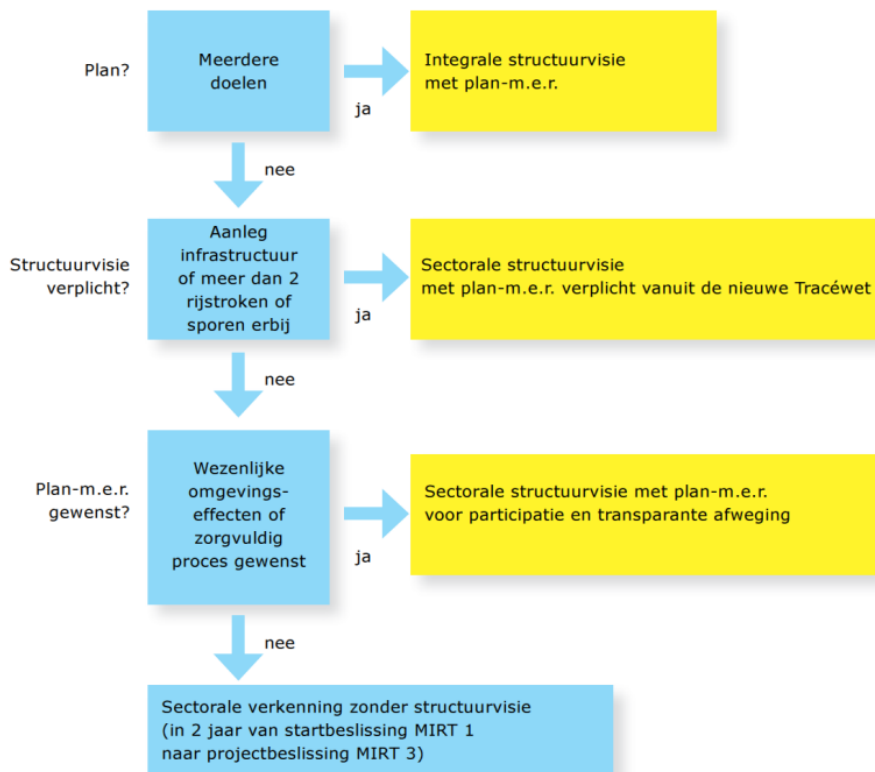 Plan?
Meerdere
doelen
ja
Integrale structuurvisie
met plan-m.e.r.
nee
Structuurvisie
verplicht?
Aanleg
infrastructuur
of meer dan 2
rijstroken of
sporen erbij
ja
Sectorale structuurvisie
met plan-m.e.r. verplicht vanuit de nieuwe Tracéwet
nee
Plan-m.e.r.
gewenst?
Wezenlijke
omgevings-
effecten of
zorgvuldig
proces gewenst
ja
Sectorale structuurvisie met plan-m.e.r.
voor participatie en transparante afweging
nee
Sectorale verkenning zonder structuurvisie
(in 2 jaar van startbeslissing MIRT 1
naar projectbeslissing MIRT 3)